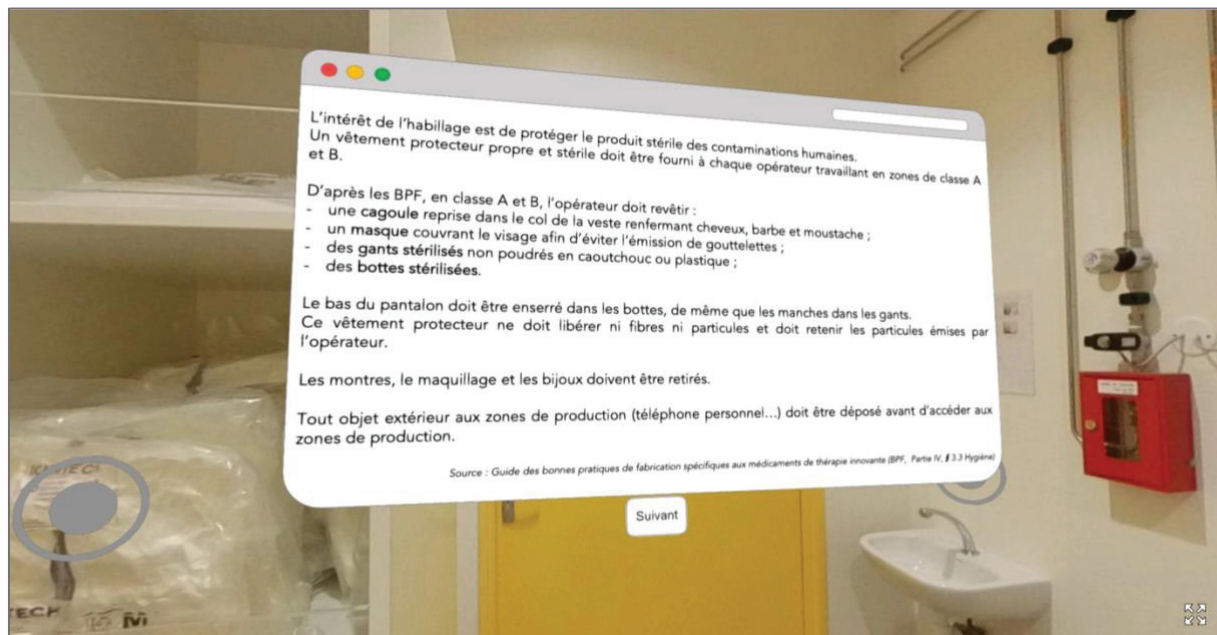 L'intérêt de l'habillage est de protéger le produit stérile des contaminations humaines.
Un vêtement protecteur propre et stérile doit être fourni à chaque opérateur travaillant en zones de classe A
et B.
D'après les BPF, en classe A et B, l'opérateur doit revêtir :
- une cagoule reprise dans le col de la veste renfermant cheveux, barbe et moustache ;
- un masque couvrant le visage afin d'éviter l'émission de gouttelettes ;
- des gants stérilisés non poudrés en caoutchouc ou plastique ;
- des bottes stérilisées.
Le bas du pantalon doit être enserré dans les bottes, de même que les manches dans les gants.
Ce vêtement protecteur ne doit libérer ni fibres ni particules et doit retenir les particules émises par
l'opérateur.
Les montres, le maquillage et les bijoux doivent être retirés.
Tout objet extérieur aux zones de production (téléphone personnel...) doit être déposé avant d'accéder aux
zones de production.
Source : Guide des bonnes pratiques de fabrication spécifiques aux médicaments de thérapie innovante (BPF, Partie IV, § 3.3 Hygiène)
Suivant